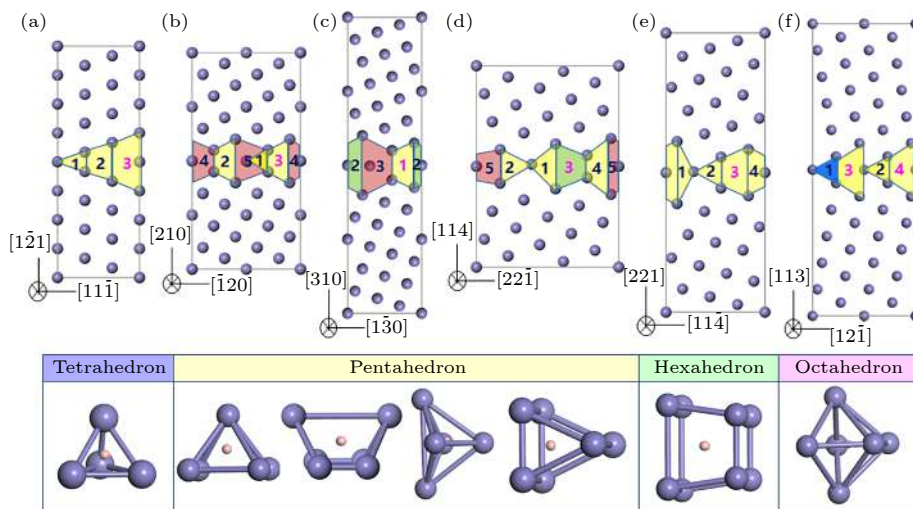 (a) (b) (c) (d) (e) (f)
1 2 3
4 2 5 1 3 4
2 3 1 2
5 2 1 3 4 5
1 2 3 4
1 3 2 4
[12̄1] [210] [310] [114] [221] [113]
[111̄] [1̄20] [13̄0] [221̄] [114̄] [121̄]
Tetrahedron Pentahedron Hexahedron Octahedron